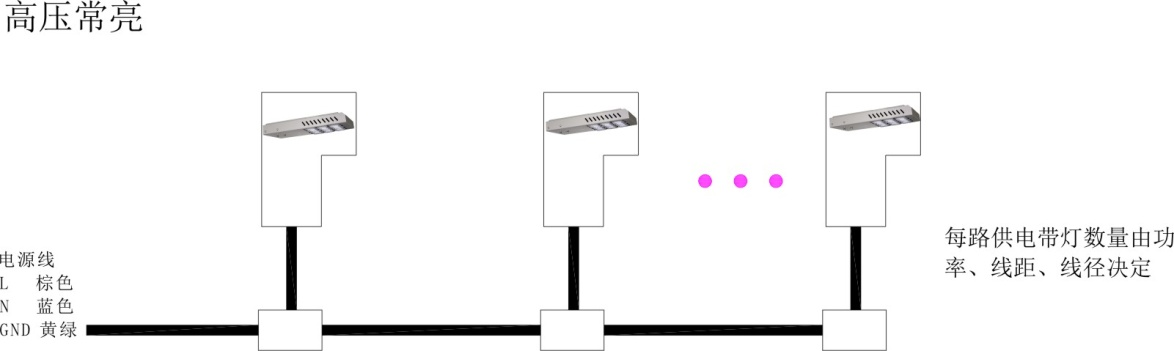 高压常亮
电源线
L 棕色
N 蓝色
GND 黄绿
每路供电带灯数量由功
率、线距、线径决定